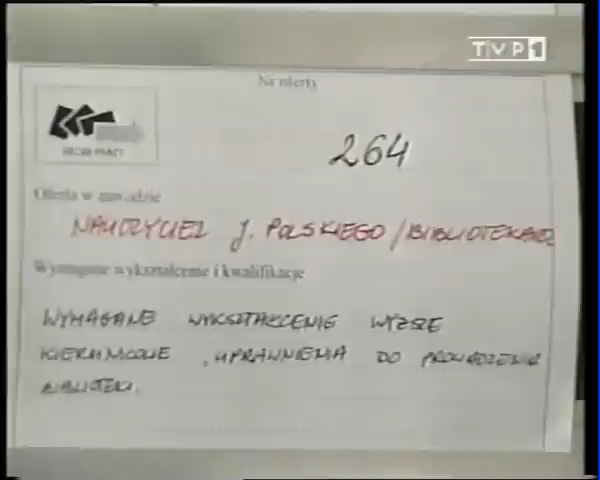 TVP1
Nr oferty
264
Oferta w zawodzie
NAUCZYCIEL J. POLSKIEGO / BIBLIOTEKARZ
Wymagane wykształcenie i kwalifikacje
WYMAGANE WYKSZTAŁCENIE WYŻSZE
KIERUNKOWE , UPRAWNIENIA DO PROWADZENIA
BIBLIOTEKI.